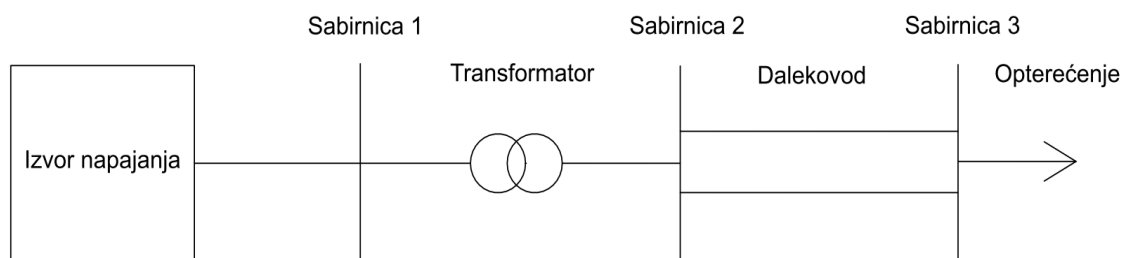 Sabirnica 1
Sabirnica 2
Sabirnica 3
Transformator
Dalekovod
Opterećenje
Izvor napajanja